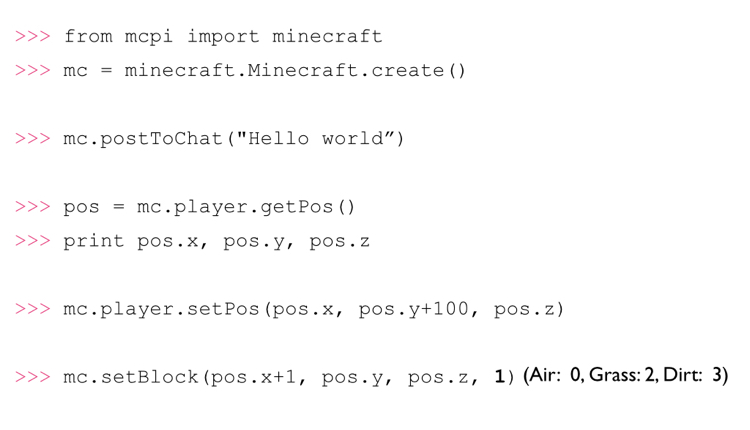 >>> from mcpi import minecraft
>>> mc = minecraft.Minecraft.create()
>>> mc.postToChat("Hello world”)
>>> pos = mc.player.getPos()
>>> print pos.x, pos.y, pos.z
>>> mc.player.setPos(pos.x, pos.y+100, pos.z)
>>> mc.setBlock(pos.x+1, pos.y, pos.z, 1) (Air: 0, Grass: 2, Dirt: 3)